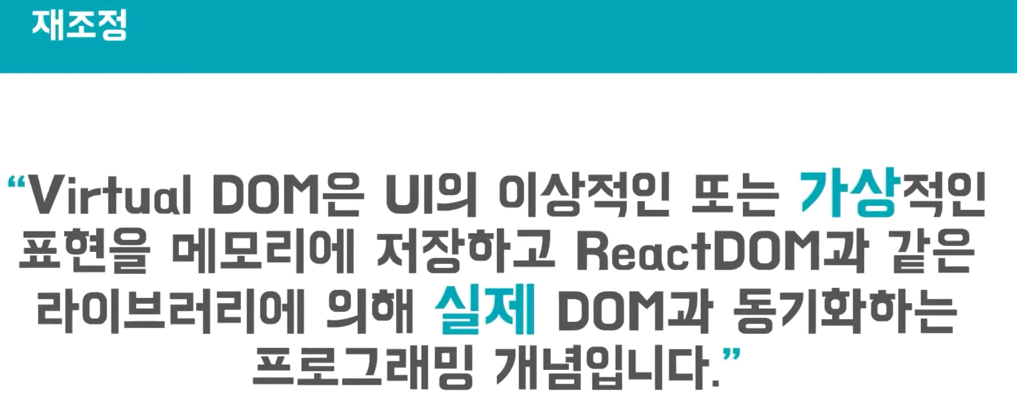 재조정
“Virtual DOM은 UI의 이상적인 또는 가상적인
표현을 메모리에 저장하고 ReactDOM과 같은
라이브러리에 의해 실제 DOM과 동기화하는
프로그래밍 개념입니다.”